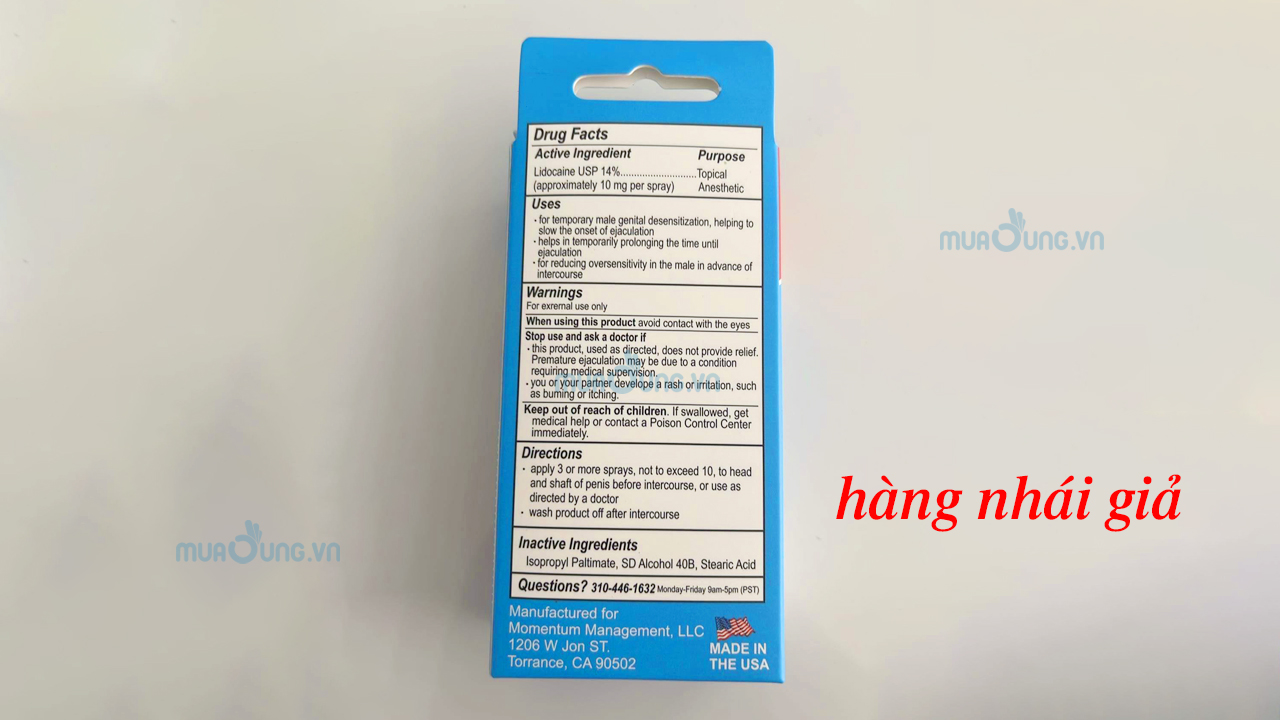 Drug Facts
Active Ingredient Purpose
Lidocaine USP 14%............................Topical
(approximately 10 mg per spray) Anesthetic
Uses
· for temporary male genital desensitization, helping to
slow the onset of ejaculation
· helps in temporarily prolonging the time until
ejaculation
· for reducing oversensitivity in the male in advance of
intercourse
Warnings
For exremal use only
When using this product avoid contact with the eyes
Stop use and ask a doctor if
· this product, used as directed, does not provide relief.
Premature ejaculation may be due to a condition
requiring medical supervision.
· you or your partner develope a rash or irritation, such
as burning or itching.
Keep out of reach of children. If swallowed, get
medical help or contact a Poison Control Center
immediately.
Directions
· apply 3 or more sprays, not to exceed 10, to head
and shaft of penis before intercourse, or use as
directed by a doctor
· wash product off after intercourse
Inactive Ingredients
Isopropyl Paltimate, SD Alcohol 40B, Stearic Acid
Questions? 310-446-1632 Monday-Friday 9am-5pm (PST)
Manufactured for
Momentum Management, LLC
1206 W Jon ST.
Torrance, CA 90502
MADE IN
THE USA
muaDung.vn
hàng nhái giả
muaDung.vn
muaDung.vn